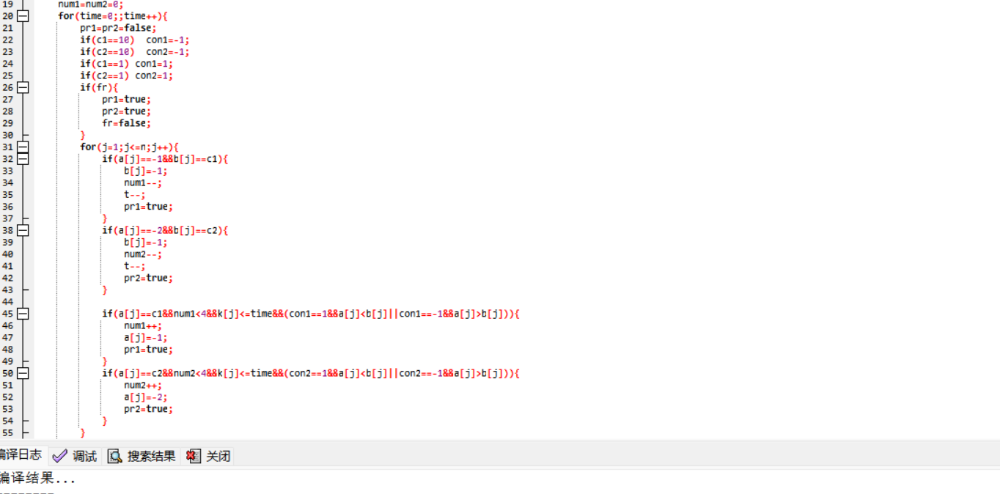 19 num1=num2=0;
20 for(time=0;;time++){
21 pr1=pr2=false;
22 if(c1==10)  con1=-1;
23 if(c2==10)  con2=-1;
24 if(c1==1) con1=1;
25 if(c2==1) con2=1;
26 if(fr){
27 pr1=true;
28 pr2=true;
29 fr=false;
30 }
31 for(j=1;j<=n;j++){
32 if(a[j]==-1&&b[j]==c1){
33 b[j]=-1;
34 num1--;
35 t--;
36 pr1=true;
37 }
38 if(a[j]==-2&&b[j]==c2){
39 b[j]=-1;
40 num2--;
41 t--;
42 pr2=true;
43 }
44
45 if(a[j]==c1&&num1<4&&k[j]<=time&&(con1==1&&a[j]<b[j]||con1==-1&&a[j]>b[j])){
46 num1++;
47 a[j]=-1;
48 pr1=true;
49 }
50 if(a[j]==c2&&num2<4&&k[j]<=time&&(con2==1&&a[j]<b[j]||con2==-1&&a[j]>b[j])){
51 num2++;
52 a[j]=-2;
53 pr2=true;
54 }
55 }
编译日志 调试 搜索结果 关闭
编译结果...
--------